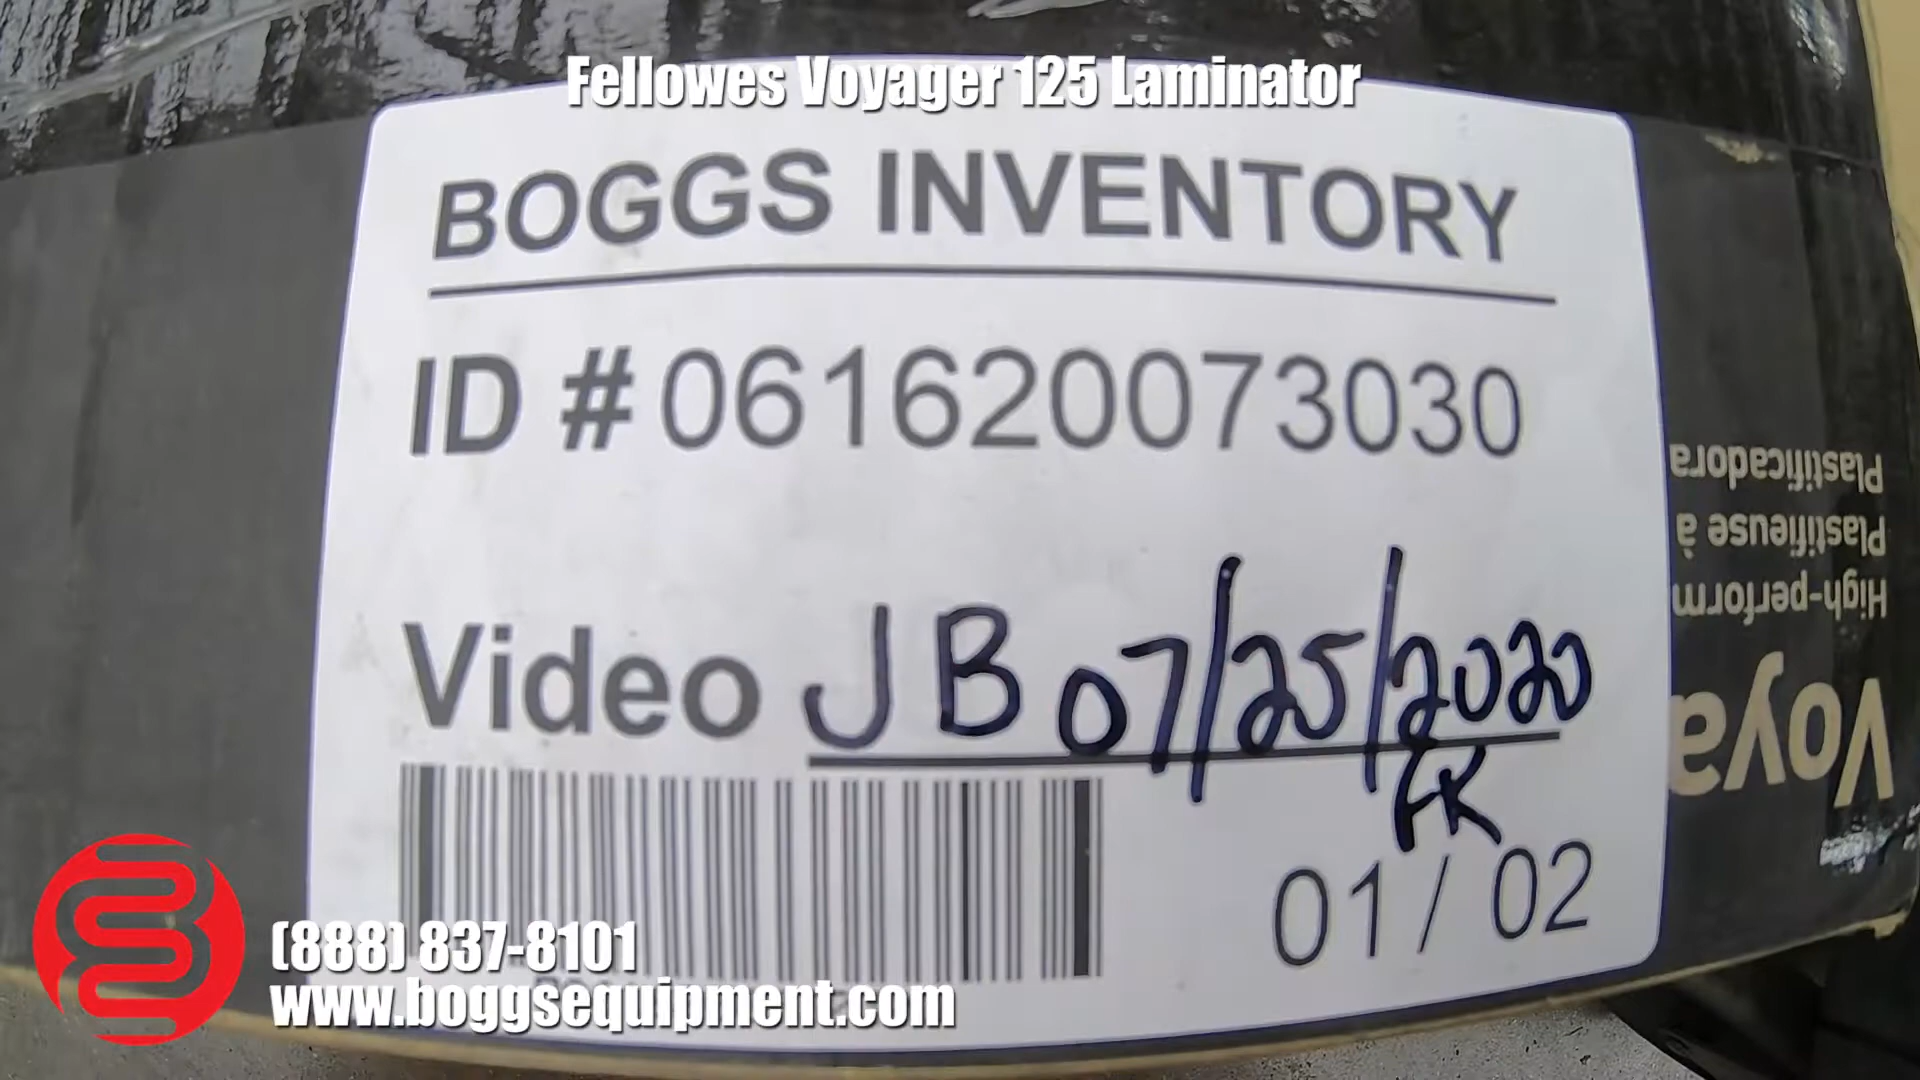 Fellowes Voyager 125 Laminator
BOGGS INVENTORY
ID # 061620073030
Video JB 07/25/2020
FK
01 / 02
Plastificadora
Plastifieuse à
High-perform
Voya
(888) 837-8101
www.boggsequipment.com